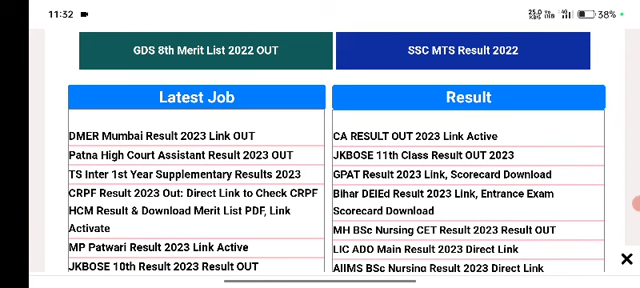 11:32
38%
GDS 8th Merit List 2022 OUT
SSC MTS Result 2022
Latest Job
DMER Mumbai Result 2023 Link OUT
Patna High Court Assistant Result 2023 OUT
TS Inter 1st Year Supplementary Results 2023
CRPF Result 2023 Out: Direct Link to Check CRPF
HCM Result & Download Merit List PDF, Link
Activate
MP Patwari Result 2023 Link Active
JKBOSE 10th Result 2023 Result OUT
Result
CA RESULT OUT 2023 Link Active
JKBOSE 11th Class Result OUT 2023
GPAT Result 2023 Link, Scorecard Download
Bihar DElEd Result 2023 Link, Entrance Exam
Scorecard Download
MH BSc Nursing CET Result 2023 Result OUT
LIC ADO Main Result 2023 Direct Link
AIIMS BSc Nursing Result 2023 Direct Link